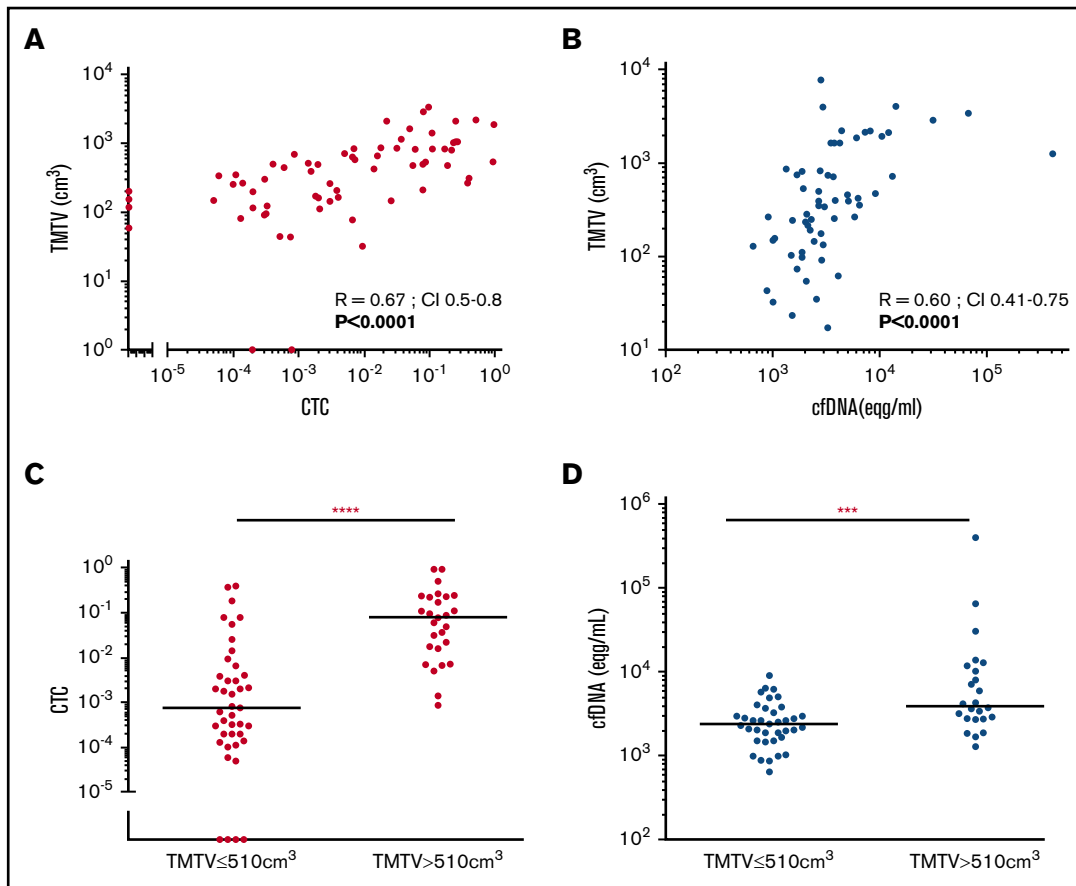 A
TMTV (cm³)
10⁴
10³
10²
10¹
10⁰
R = 0.67 ; CI 0.5-0.8
P<0.0001
10⁻⁵ 10⁻⁴ 10⁻³ 10⁻² 10⁻¹ 10⁰
CTC
B
TMTV (cm³)
10⁴
10³
10²
10¹
R = 0.60 ; CI 0.41-0.75
P<0.0001
10² 10³ 10⁴ 10⁵
cfDNA(eqg/ml)
C
****
CTC
10⁰
10⁻¹
10⁻²
10⁻³
10⁻⁴
10⁻⁵
TMTV≤510cm³ TMTV>510cm³
D
***
cfDNA (eqg/mL)
10⁶
10⁵
10⁴
10³
10²
TMTV≤510cm³ TMTV>510cm³